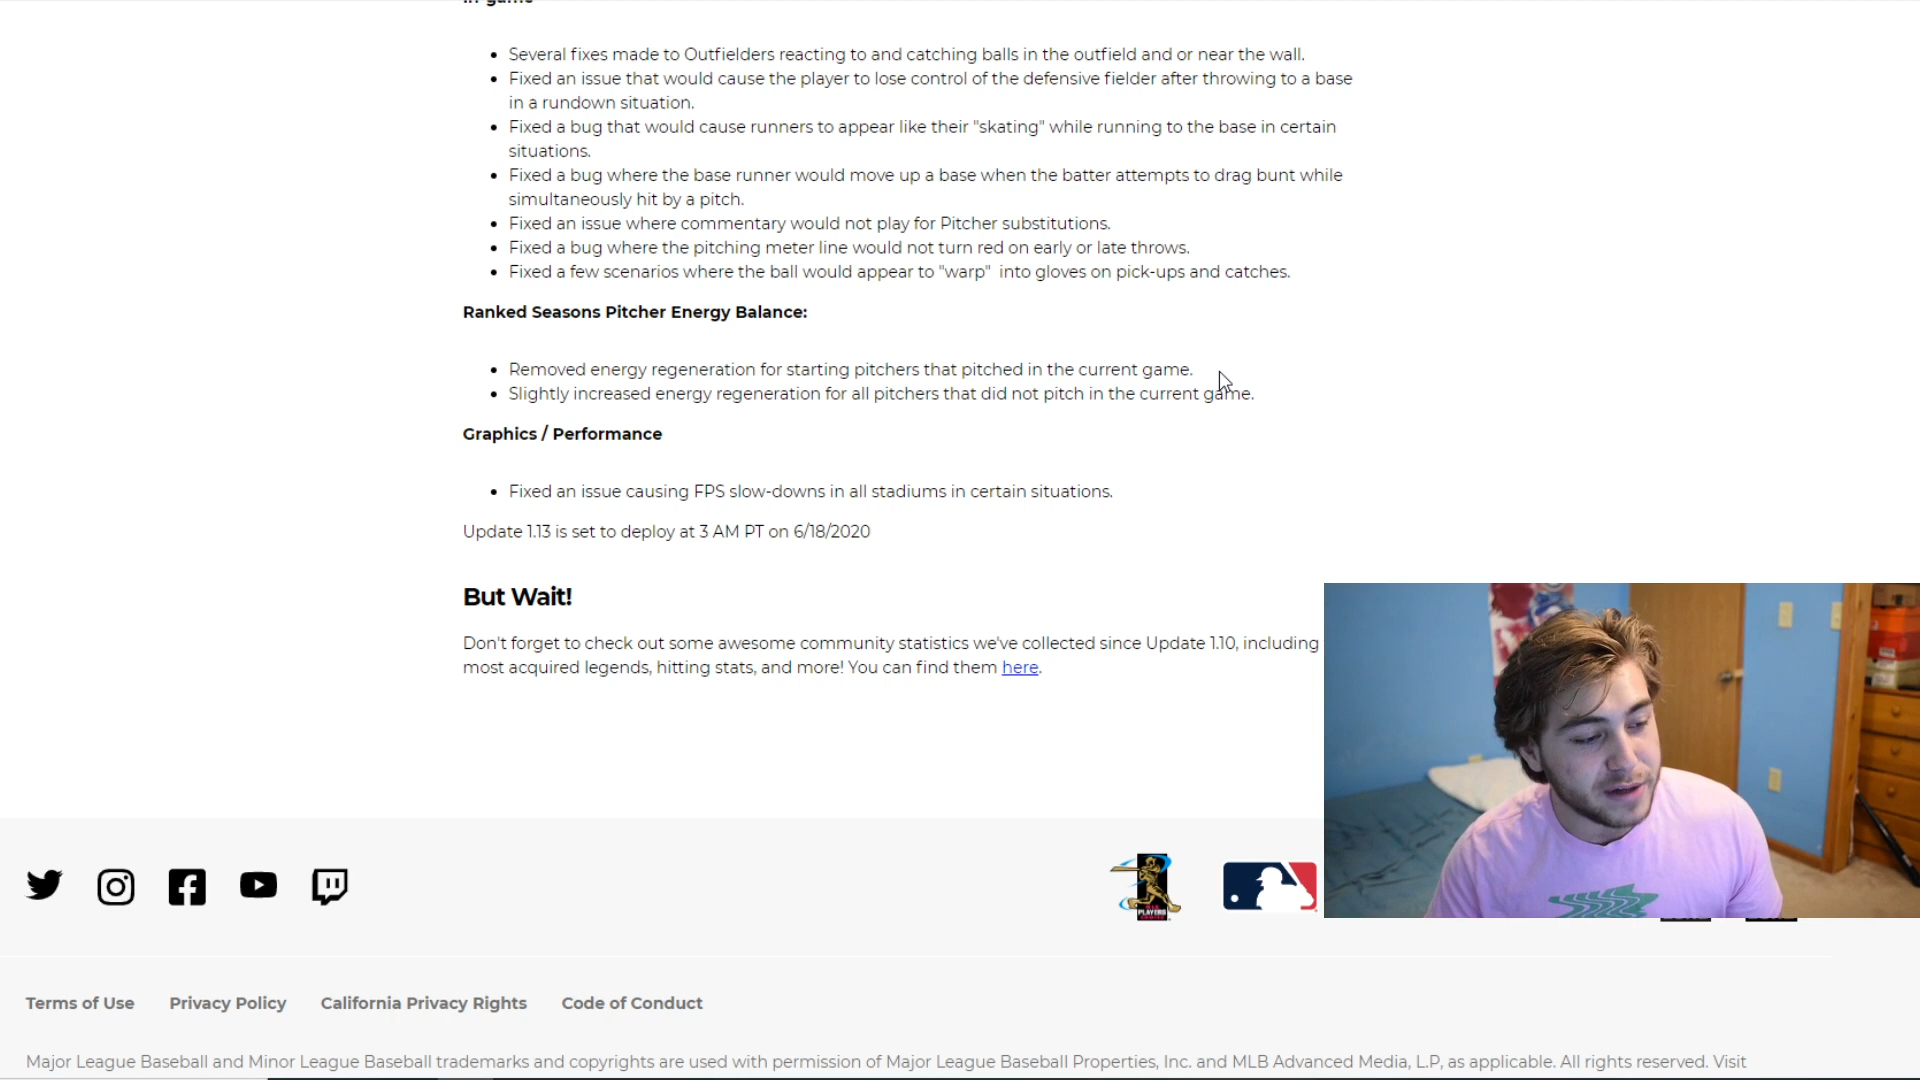 Several fixes made to Outfielders reacting to and catching balls in the outfield and or near the wall.
Fixed an issue that would cause the player to lose control of the defensive fielder after throwing to a base
in a rundown situation.
Fixed a bug that would cause runners to appear like their "skating" while running to the base in certain
situations.
Fixed a bug where the base runner would move up a base when the batter attempts to drag bunt while
simultaneously hit by a pitch.
Fixed an issue where commentary would not play for Pitcher substitutions.
Fixed a bug where the pitching meter line would not turn red on early or late throws.
Fixed a few scenarios where the ball would appear to "warp" into gloves on pick-ups and catches.
Ranked Seasons Pitcher Energy Balance:
Removed energy regeneration for starting pitchers that pitched in the current game.
Slightly increased energy regeneration for all pitchers that did not pitch in the current game.
Graphics / Performance
Fixed an issue causing FPS slow-downs in all stadiums in certain situations.
Update 1.13 is set to deploy at 3 AM PT on 6/18/2020
But Wait!
Don't forget to check out some awesome community statistics we've collected since Update 1.10, including
most acquired legends, hitting stats, and more! You can find them here.
PLAYERS
Terms of Use Privacy Policy California Privacy Rights Code of Conduct
Major League Baseball and Minor League Baseball trademarks and copyrights are used with permission of Major League Baseball Properties, Inc. and MLB Advanced Media, L.P, as applicable. All rights reserved. Visit